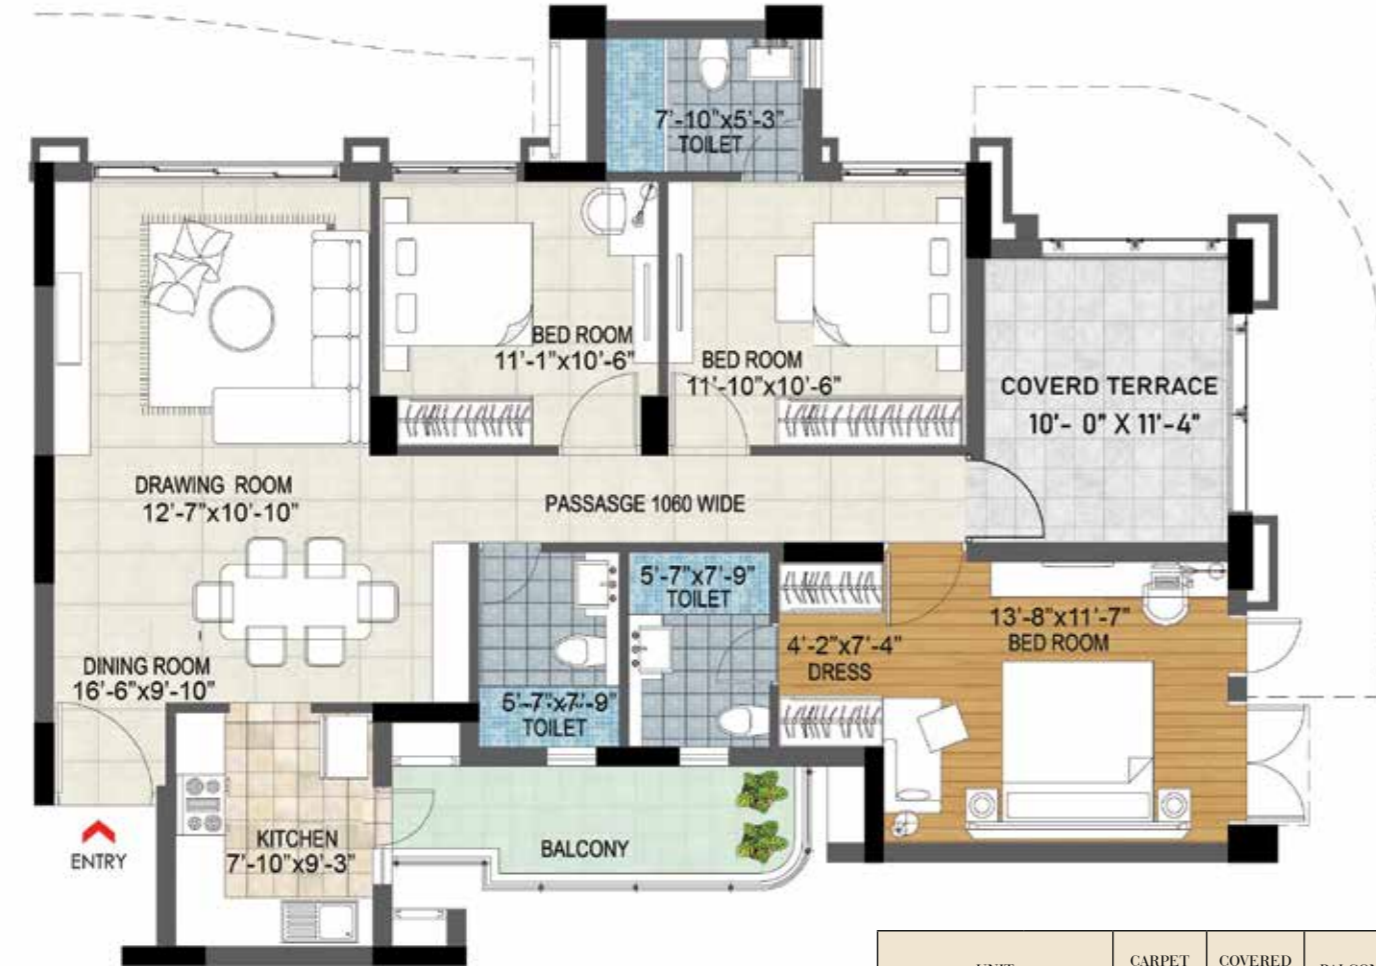 7'-10"x5'-3"
TOILET
BED ROOM
11'-1"x10'-6"
BED ROOM
11'-10"x10'-6"
COVERD TERRACE
10'- 0" X 11'-4"
DRAWING ROOM
12'-7"x10'-10"
PASSASGE 1060 WIDE
5'-7"x7'-9"
TOILET
4'-2"x7'-4"
DRESS
13'-8"x11'-7"
BED ROOM
DINING ROOM
16'-6"x9'-10"
5'-7"x7'-9"
TOILET
ENTRY
KITCHEN
7'-10"x9'-3"
BALCONY
CARPET
COVERED